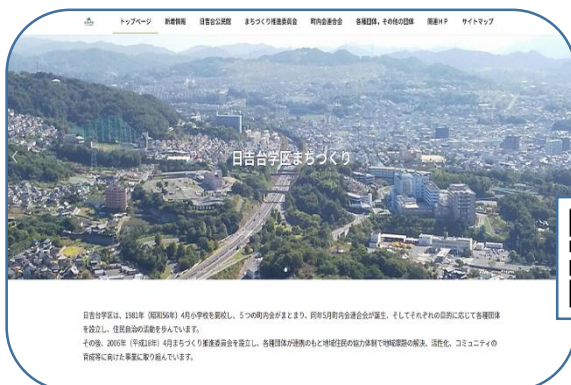 トップページ 新着情報 日吉台公民館 まちづくり推進委員会 町内会連合会 各種団体，その他の団体 関連ＨＰ サイトマップ
日吉台学区まちづくり
日吉台学区は、1981年（昭和56年）4月小学校を開校し、５つの町内会がまとまり、同年5月町内会連合会が誕生、そしてそれぞれの目的に応じて各種団体
を設立し、住民自治の活動を歩んでいます。
その後、2006年（平成18年）4月まちづくり推進委員会を設立し、各種団体が連携のもと地域住民の協力体制で地域課題の解決、活性化、コミュニティの
育成等に向けた事業に取り組んでいます。